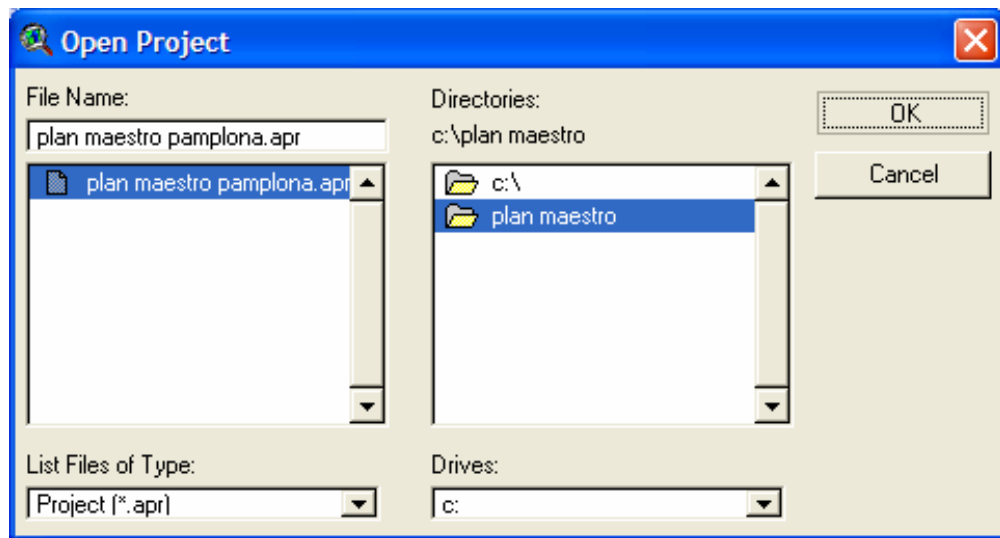 Open Project
File Name:
plan maestro pamplona.apr
plan maestro pamplona.apr
List Files of Type:
Project (*.apr)
Directories:
c:\plan maestro
c:\
plan maestro
Drives:
c:
OK
Cancel